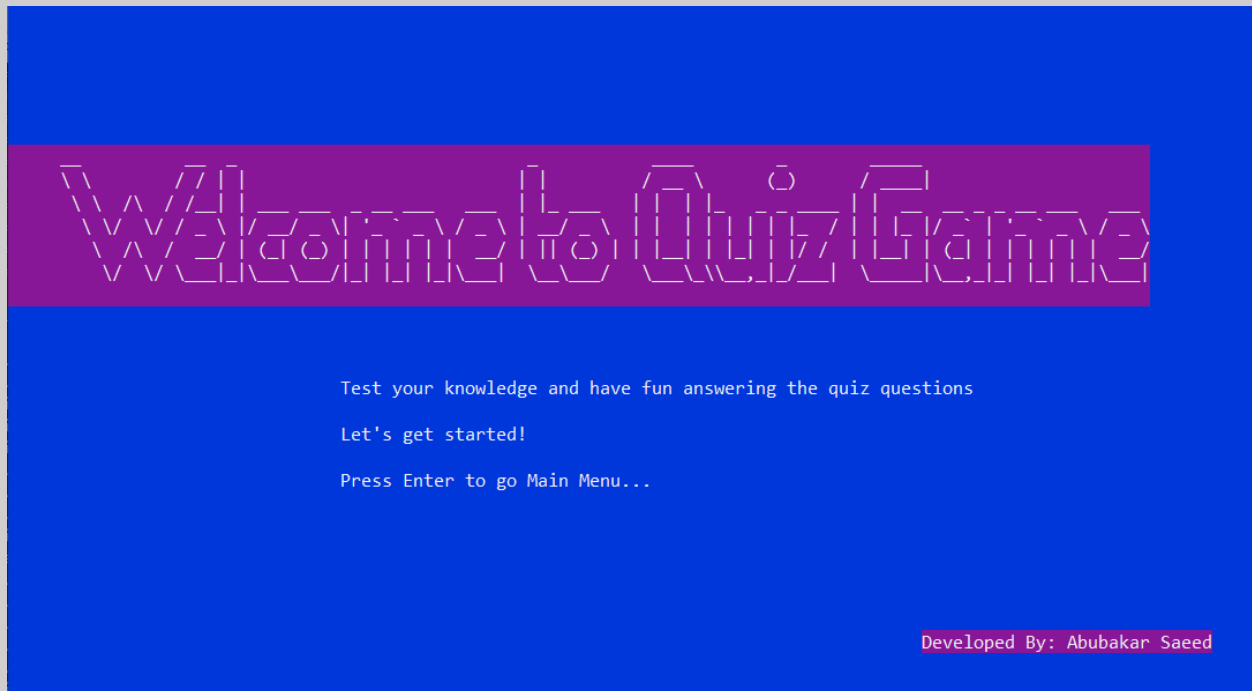 Welcome to Quiz Game
Test your knowledge and have fun answering the quiz questions
Let's get started!
Press Enter to go Main Menu...
Developed By: Abubakar Saeed